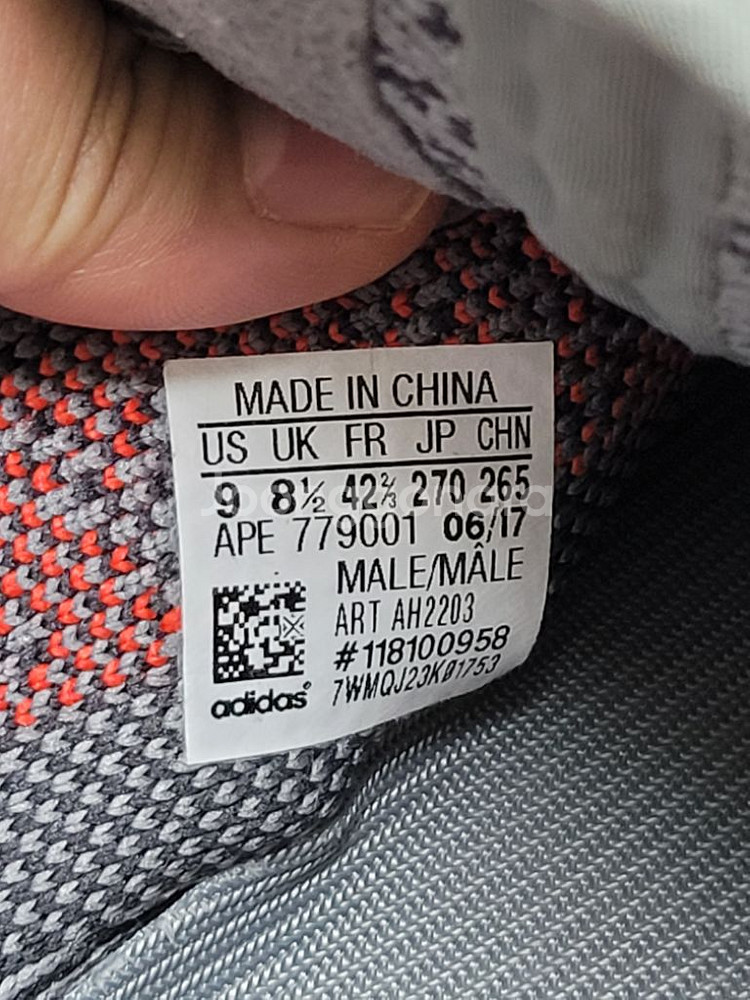 MADE IN CHINA
US UK FR JP CHN
9 8½ 42⅔ 270 265
APE 779001 06/17
MALE/MÂLE
ART AH2203
#118100958
7WMQJ23K01753
adidas